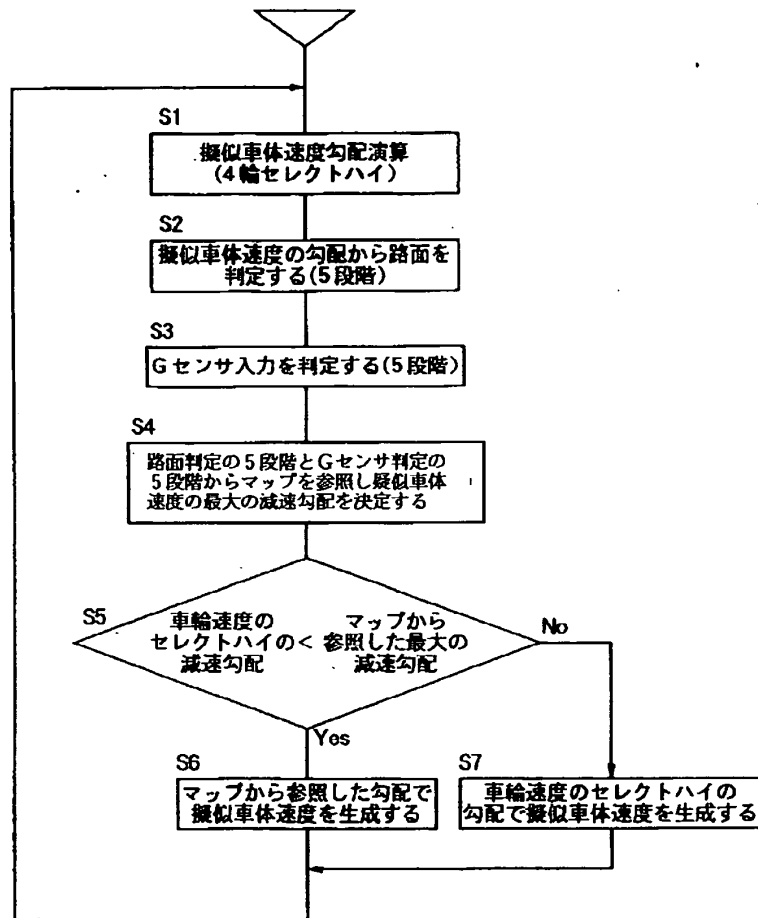 S1
擬似車体速度勾配演算
(4輪セレクトハイ)
S2
擬似車体速度の勾配から路面を
判定する(5段階)
S3
Gセンサ入力を判定する(5段階)
S4
路面判定の5段階とGセンサ判定の
5段階からマップを参照し疑似車体
速度の最大の減速勾配を決定する
S5
車輪速度の
セレクトハイの
減速勾配
<
マップから
参照した最大の
減速勾配
No
Yes
S6
マップから参照した勾配で
擬似車体速度を生成する
S7
車輪速度のセレクトハイの
勾配で擬似車体速度を生成する